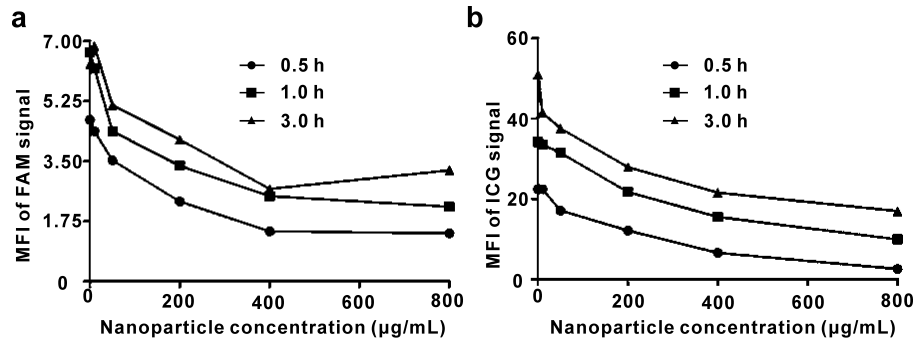 a
7.00
5.25
3.50
1.75
0
MFI of FAM signal
0.5 h
1.0 h
3.0 h
0 200 400 600 800
Nanoparticle concentration (μg/mL)
b
60
40
20
0
MFI of ICG signal
0.5 h
1.0 h
3.0 h
0 200 400 600 800
Nanoparticle concentration (μg/mL)